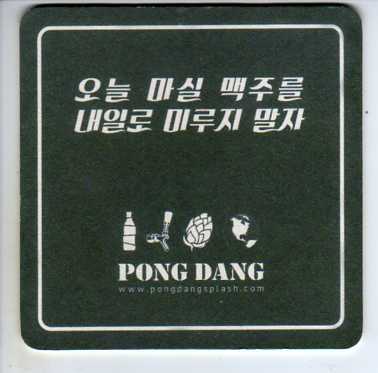 오늘 마실 맥주를
내일로 미루지 말자
PONG DANG
www.pongdangsplash.com